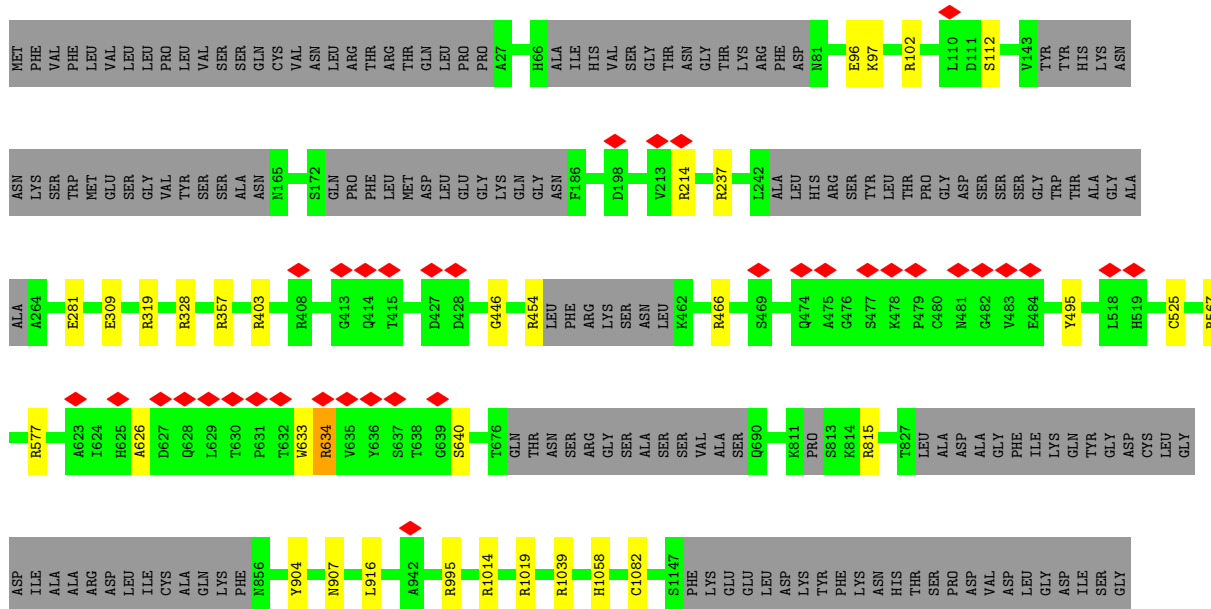 MET PHE VAL PHE LEU VAL LEU LEU PRO LEU VAL SER SER GLN CYS VAL ASN LEU ARG THR ARG THR GLN LEU PRO PRO A27 H66 ALA ILE HIS VAL SER GLY THR ASN GLY THR LYS ARG PHE ASP N81 E96 K97 R102 L110 D111 S112 V143 TYR TYR HIS LYS ASN
ASN LYS SER TRP MET GLU SER GLY VAL TYR SER SER ALA ASN N165 S172 GLN PRO PHE LEU MET ASP LEU GLU GLY LYS GLN GLY ASN F186 D198 V213 R214 R237 L242 ALA LEU HIS ARG SER TYR LEU THR PRO GLY ASP SER SER SER GLY TRP THR ALA GLY ALA
ALA A264 E281 E309 R319 R328 R357 R403 R408 G413 Q414 T415 D427 D428 G446 R454 LEU PHE ARG LYS SER ASN LEU K462 R466 S469 Q474 A475 G476 S477 K478 P479 C480 N481 G482 V483 E484 Y495 L518 H519 C525 R567
R577 A623 I624 H625 A626 D627 Q628 L629 T630 P631 T632 W633 R634 V635 Y636 S637 T638 G639 S640 T676 GLN THR ASN SER ARG GLY SER ALA SER SER VAL ALA SER Q690 K811 PRO S813 K814 R815 T827 LEU ALA ASP ALA GLY PHE ILE LYS GLN TYR GLY ASP CYS LEU GLY
ASP ILE ALA ALA ARG ASP LEU ILE CYS ALA GLN LYS PHE N856 Y904 N907 L916 A942 R995 R1014 R1019 R1039 H1058 C1082 S1147 PHE LYS GLU GLU LEU ASP LYS TYR PHE LYS ASN HIS THR SER PRO ASP VAL ASP LEU GLY ASP ILE SER GLY